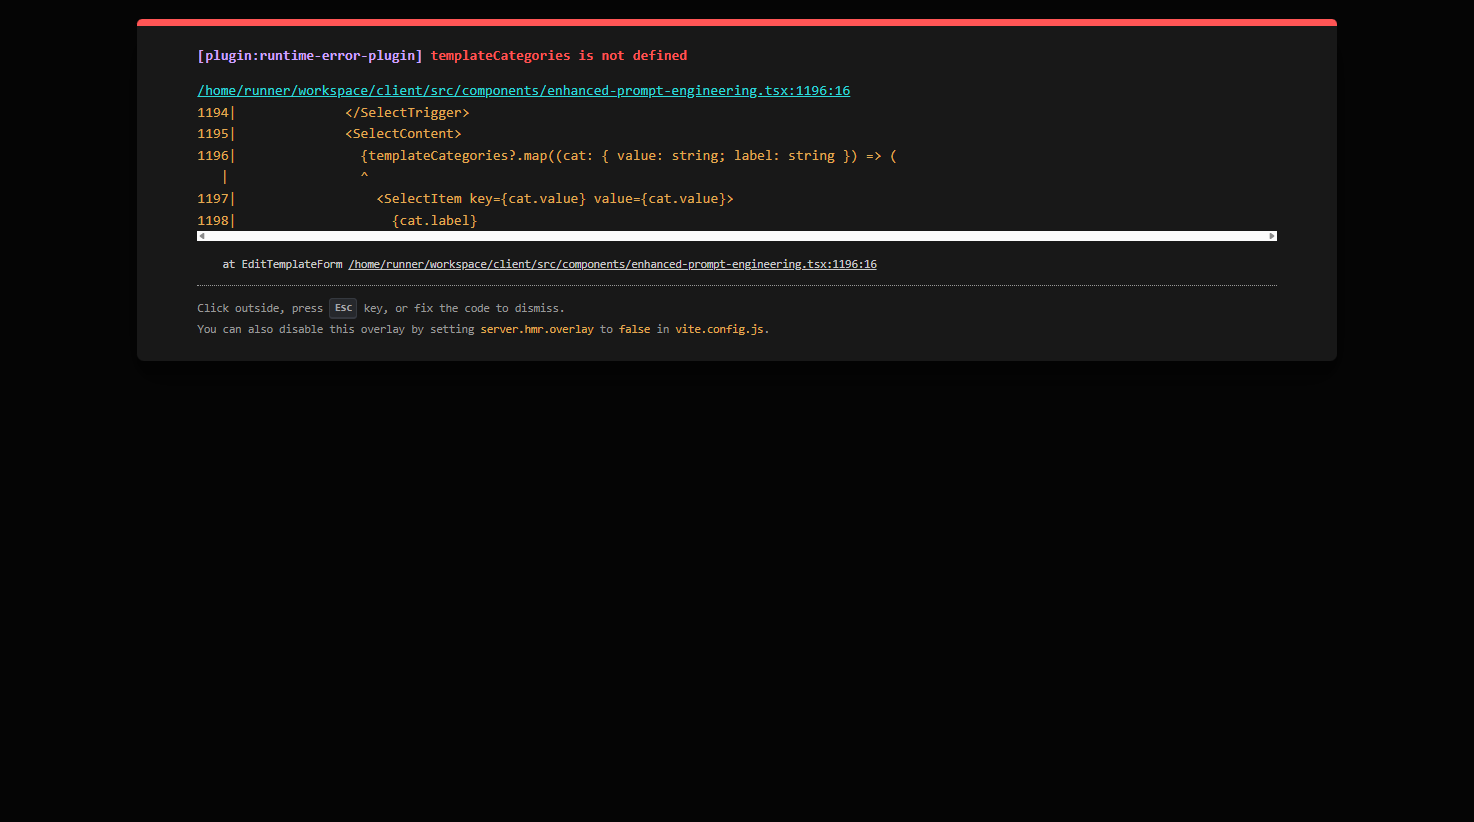 [plugin:runtime-error-plugin] templateCategories is not defined
/home/runner/workspace/client/src/components/enhanced-prompt-engineering.tsx:1196:16
1194|              </SelectTrigger>
1195|              <SelectContent>
1196|                {templateCategories?.map((cat: { value: string; label: string }) => (
   |                ^
1197|                  <SelectItem key={cat.value} value={cat.value}>
1198|                    {cat.label}
at EditTemplateForm /home/runner/workspace/client/src/components/enhanced-prompt-engineering.tsx:1196:16
Click outside, press Esc key, or fix the code to dismiss.
You can also disable this overlay by setting server.hmr.overlay to false in vite.config.js.